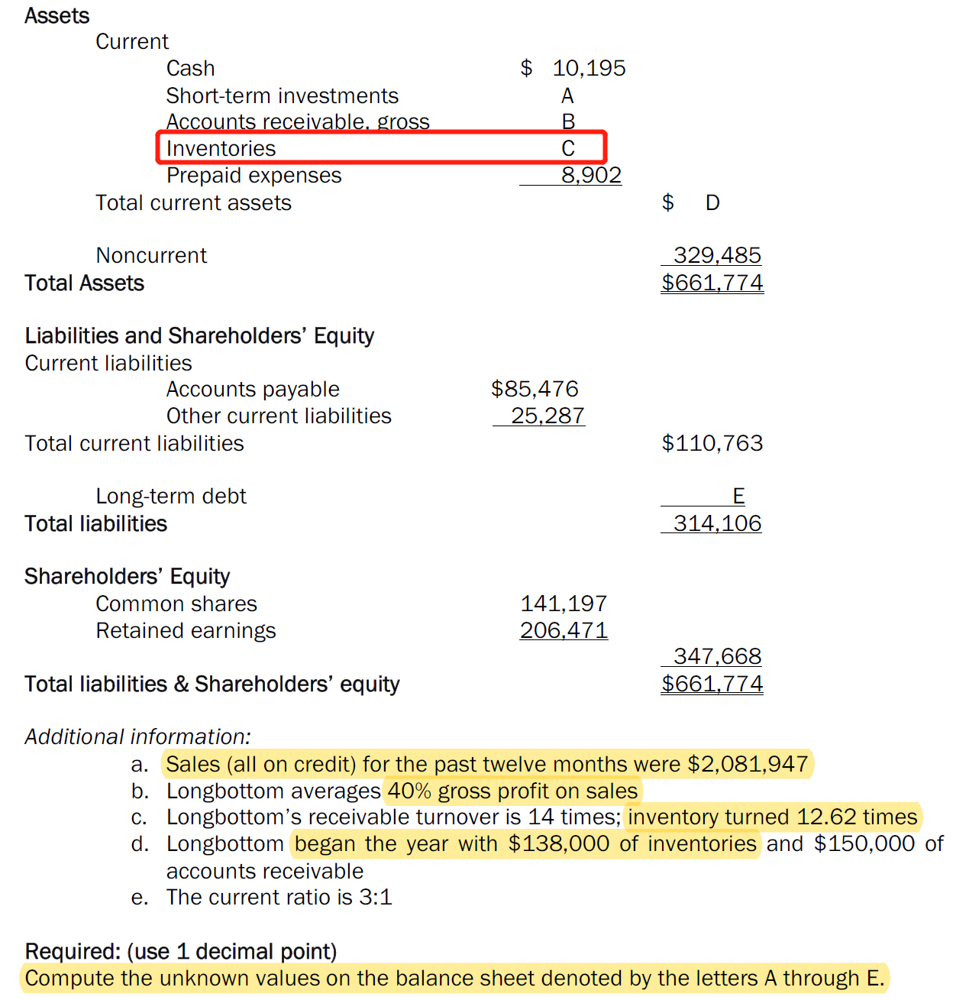 Assets
Current
Cash $ 10,195
Short-term investments A
Accounts receivable, gross B
Inventories C
Prepaid expenses 8,902
Total current assets $ D
Noncurrent 329,485
Total Assets $661,774
Liabilities and Shareholders’ Equity
Current liabilities
Accounts payable $85,476
Other current liabilities 25,287
Total current liabilities $110,763
Long-term debt E
Total liabilities 314,106
Shareholders’ Equity
Common shares 141,197
Retained earnings 206,471
347,668
Total liabilities & Shareholders’ equity $661,774
Additional information:
a. Sales (all on credit) for the past twelve months were $2,081,947
b. Longbottom averages 40% gross profit on sales
c. Longbottom’s receivable turnover is 14 times; inventory turned 12.62 times
d. Longbottom began the year with $138,000 of inventories and $150,000 of
accounts receivable
e. The current ratio is 3:1
Required: (use 1 decimal point)
Compute the unknown values on the balance sheet denoted by the letters A through E.